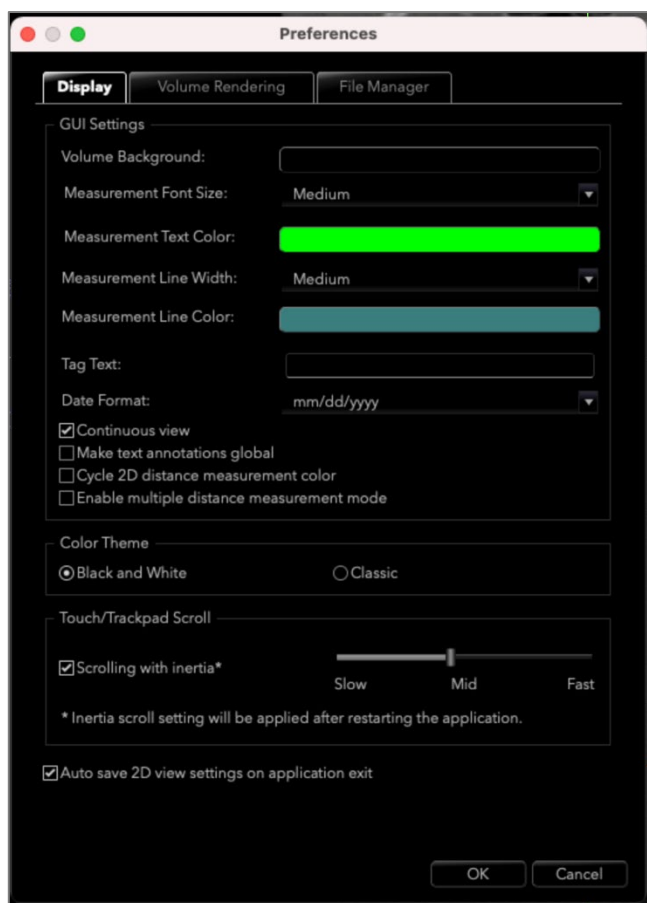 Preferences
Display Volume Rendering File Manager
GUI Settings
Volume Background:
Measurement Font Size: Medium
Measurement Text Color:
Measurement Line Width: Medium
Measurement Line Color:
Tag Text:
Date Format: mm/dd/yyyy
Continuous view
Make text annotations global
Cycle 2D distance measurement color
Enable multiple distance measurement mode
Color Theme
Black and White Classic
Touch/Trackpad Scroll
Scrolling with inertia*
Slow Mid Fast
* Inertia scroll setting will be applied after restarting the application.
Auto save 2D view settings on application exit
OK Cancel